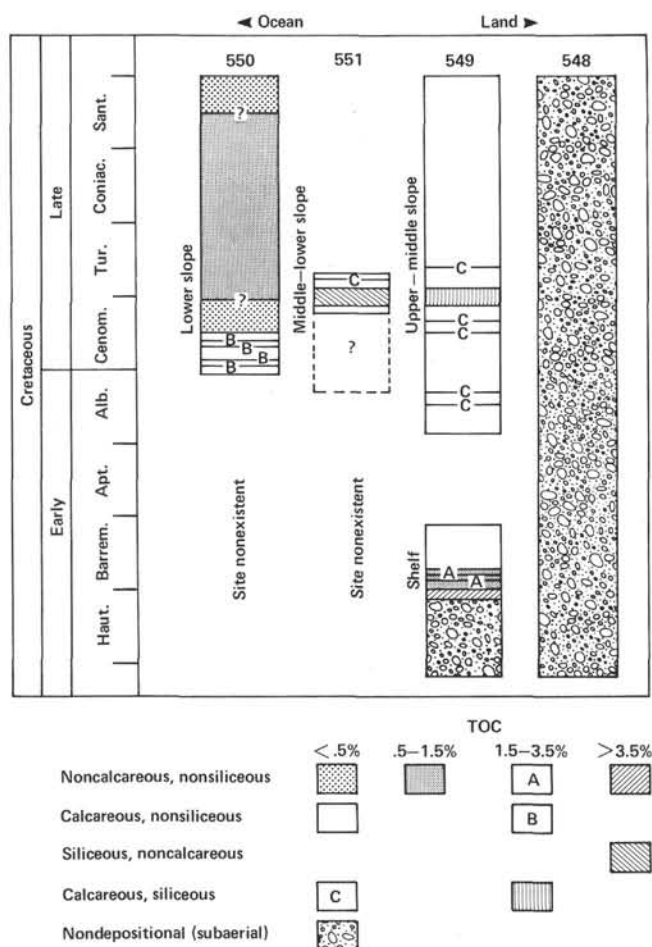 ◄ Ocean Land►
550 551 549 548
Cretaceous
Late
Early
Sant.
Coniac.
Tur.
Cenom.
Alb.
Apt.
Barrem.
Haut.
Lower slope
?
?
B
B
B
B
Site nonexistent
Middle–lower slope
C
?
Site nonexistent
Upper–middle slope
C
C
C
C
C
Shelf
A
A
TOC
<.5% .5–1.5% 1.5–3.5% >3.5%
Noncalcareous, nonsiliceous A
Calcareous, nonsiliceous B
Siliceous, noncalcareous
Calcareous, siliceous C
Nondepositional (subaerial)